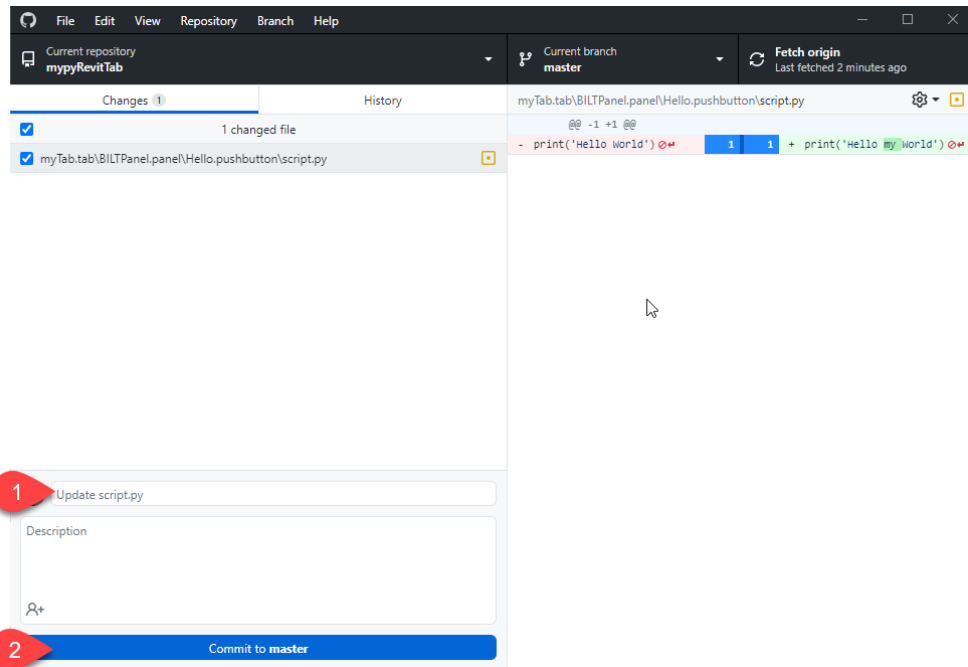 File Edit View Repository Branch Help
Current repository
mypyRevitTab
Current branch
master
Fetch origin
Last fetched 2 minutes ago
Changes 1
History
1 changed file
myTab.tab\BILTPanel.panel\Hello.pushbutton\script.py
myTab.tab\BILTPanel.panel\Hello.pushbutton\script.py
@@ -1 +1 @@
- print('Hello World') 1 1 + print('Hello my World')
1 Update script.py
Description
2 Commit to master